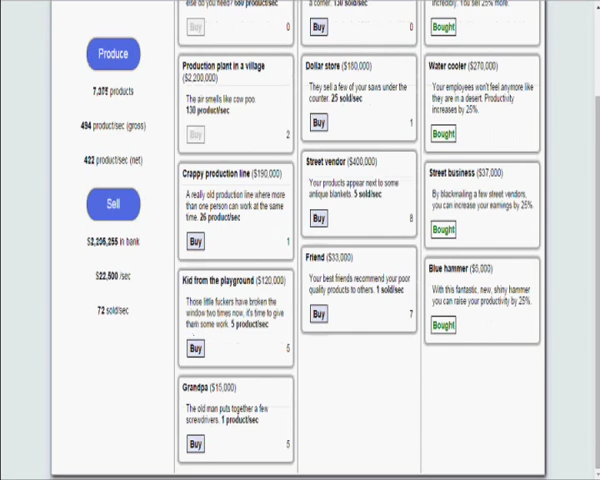 Produce
7,375 products
494 product/sec (gross)
422 product/sec (net)
Sell
$2,206,255 in bank
$22,500 /sec
72 sold/sec
else do you need? 680 product/sec
Buy
0
Production plant in a village
($2,200,000)
The air smells like cow poo.
130 product/sec
Buy
2
Crappy production line ($190,000)
A really old production line where more
than one person can work at the same
time. 26 product/sec
Buy
1
Kid from the playground ($120,000)
Those little fuckers have broken the
window two times now, it's time to give
them some work. 5 product/sec
Buy
5
Grandpa ($15,000)
The old man puts together a few
screwdrivers. 1 product/sec
Buy
5
a corner. 130 sold/sec
Buy
0
Dollar store ($160,000)
They sell a few of your saws under the
counter. 25 sold/sec
Buy
1
Street vendor ($400,000)
Your products appear next to some
antique blankets. 5 sold/sec
Buy
8
Friend ($33,000)
Your best friends recommend your poor
quality products to others. 1 sold/sec
Buy
7
incredibly. You sell 25% more.
Bought
Water cooler ($270,000)
Your employees won't feel anymore like
they are in a desert. Productivity
increases by 25%.
Bought
Street business ($37,000)
By blackmailing a few street vendors,
you can increase your earnings by 25%.
Bought
Blue hammer ($5,000)
With this fantastic, new, shiny hammer
you can raise your productivity by 25%.
Bought